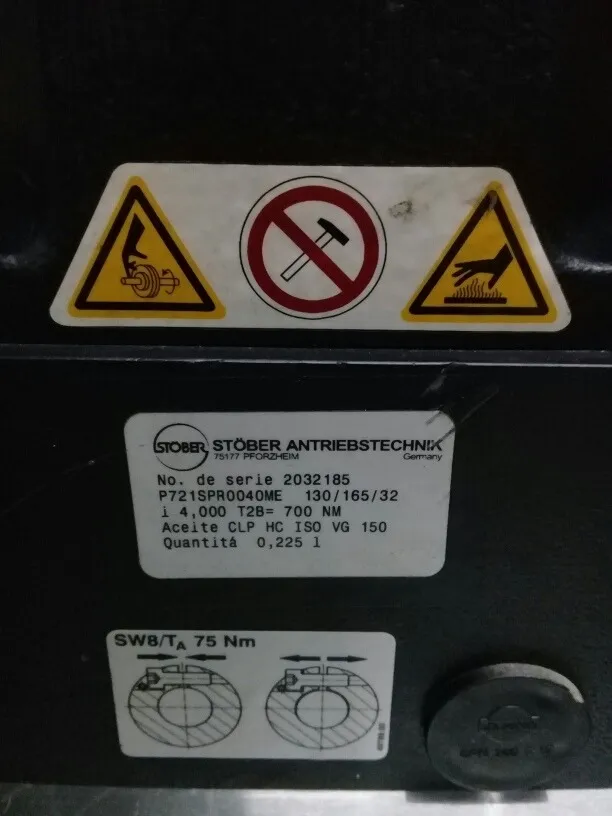 STÖBER STÖBER ANTRIEBSTECHNIK
75177 PFORZHEIM Germany
No. de serie 2032185
P721SPR0040ME 130/165/32
i 4,000 T2B= 700 NM
Aceite CLP HC ISO VG 150
Quantitá 0,225 l
SW8/TA 75 Nm